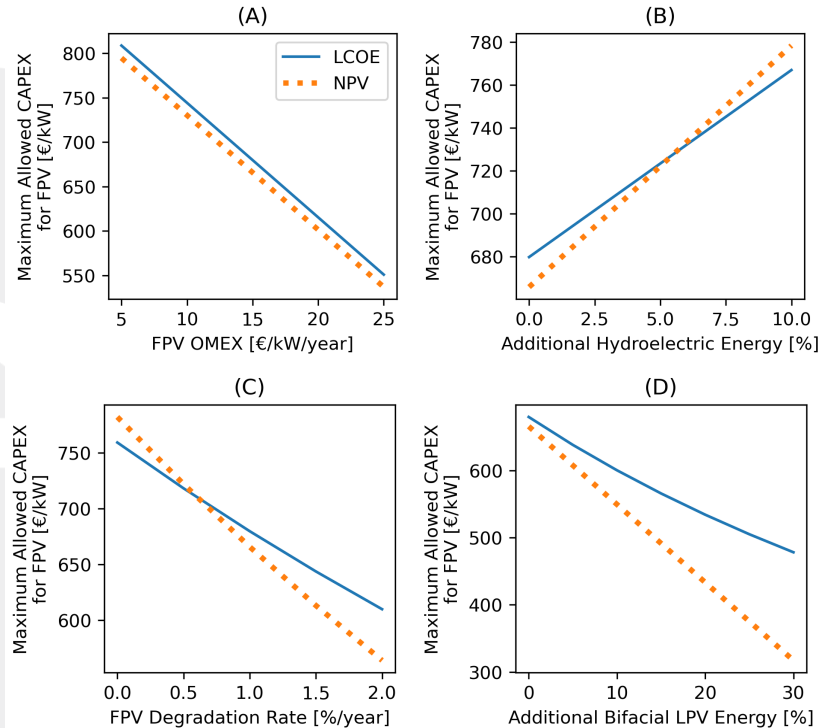 (A)
Maximum Allowed CAPEX
for FPV [€/kW]
800
750
700
650
600
550
LCOE
NPV
5 10 15 20 25
FPV OMEX [€/kW/year]
(B)
Maximum Allowed CAPEX
for FPV [€/kW]
780
760
740
720
700
680
0.0 2.5 5.0 7.5 10.0
Additional Hydroelectric Energy [%]
(C)
Maximum Allowed CAPEX
for FPV [€/kW]
750
700
650
600
0.0 0.5 1.0 1.5 2.0
FPV Degradation Rate [%/year]
(D)
Maximum Allowed CAPEX
for FPV [€/kW]
600
500
400
300
0 10 20 30
Additional Bifacial LPV Energy [%]